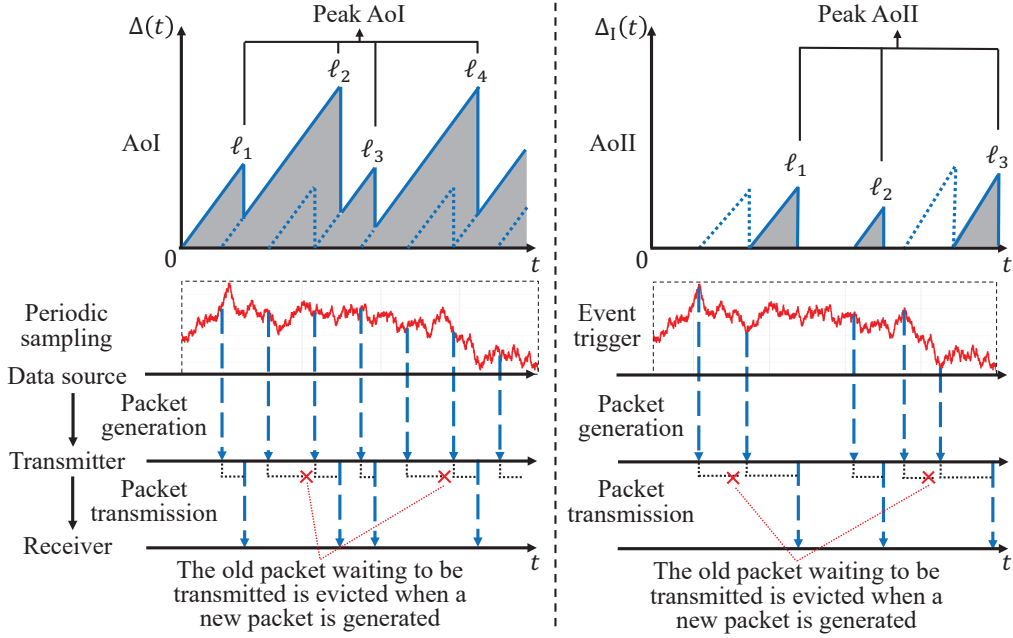 Peak AoI
Δ(t)
ℓ₁
ℓ₂
ℓ₃
ℓ₄
AoI
0
t
Periodic
sampling
Data source
Packet
generation
Transmitter
Packet
transmission
Receiver
t
The old packet waiting to be
transmitted is evicted when a
new packet is generated
Peak AoII
Δ_I(t)
ℓ₁
ℓ₂
ℓ₃
AoII
0
t
Event
trigger
Packet
generation
Packet
transmission
t
The old packet waiting to be
transmitted is evicted when a
new packet is generated